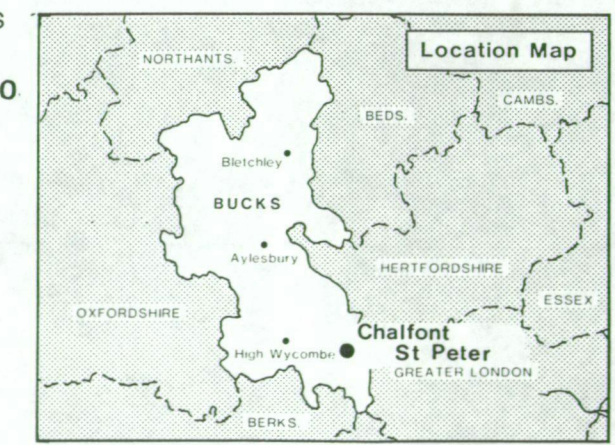 S
Location Map
NORTHANTS.
O
CAMBS.
BEDS.
Bletchley
BUCKS
Aylesbury
HERTFORDSHIRE
ESSEX
OXFORDSHIRE
Chalfont
St Peter
High Wycombe
GREATER LONDON
BERKS.